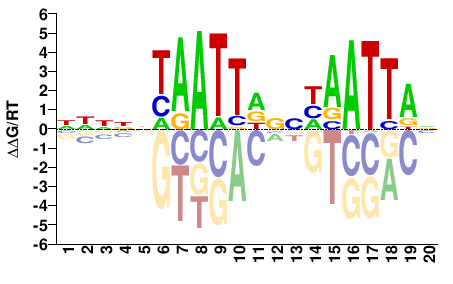 6
5
4
3
2
1
0
-1
-2
-3
-4
-5
-6
ΔΔG/RT
1 2 3 4 5 6 7 8 9 10 11 12 13 14 15 16 17 18 19 20
T T T T T A A T T A G C T A A T T A
C G A C G C G C G
A T A C C
G C C C A C A T G T C C G C
T G G G G A
T